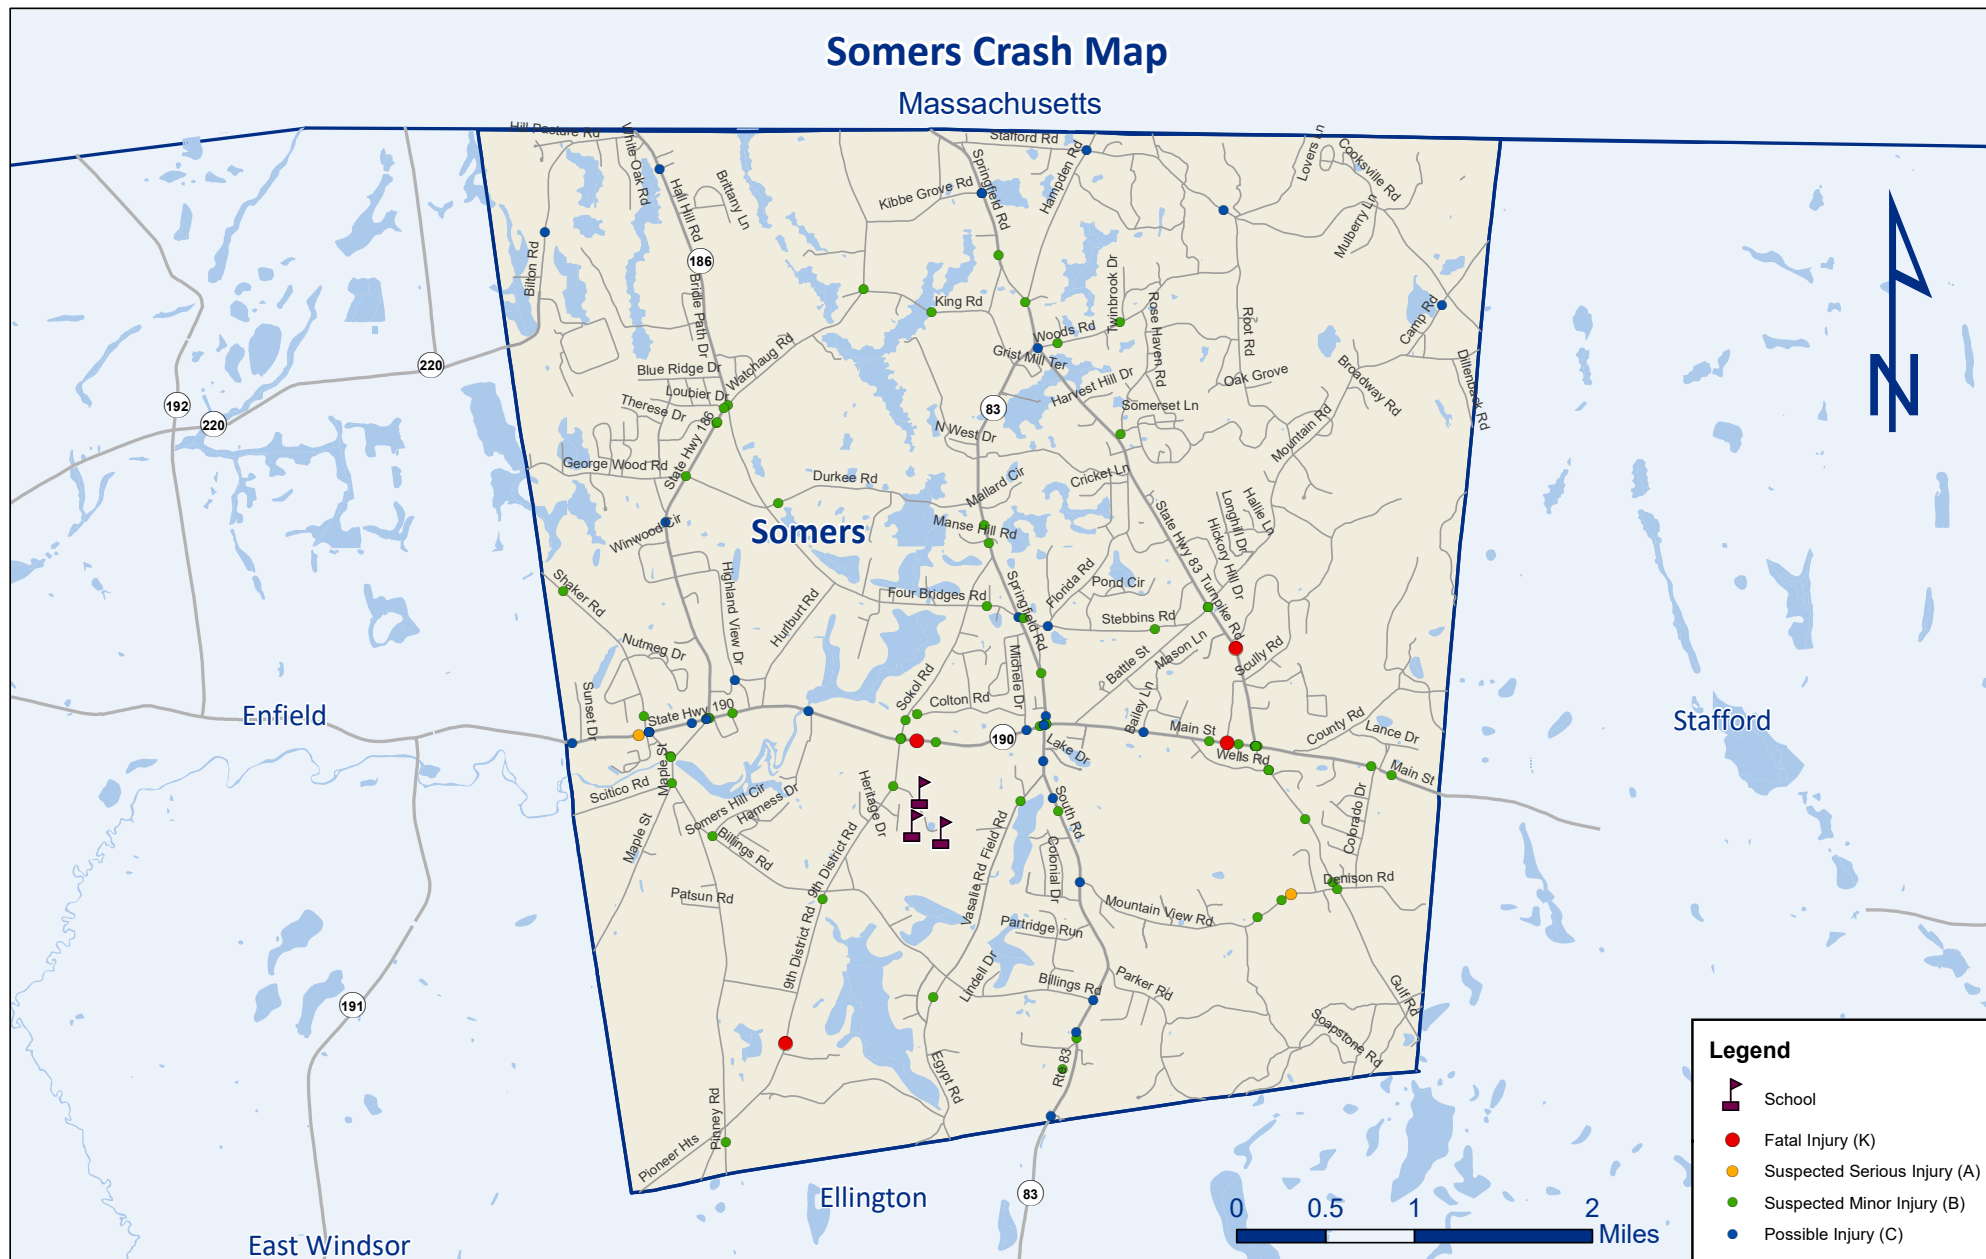 Somers Crash Map
Massachusetts
Hill Pasture Rd
White Oak Rd
Hall Hill Rd
Brittany Ln
Stafford Rd
Springfield Rd
Kibbe Grove Rd
Hampden Rd
Lovers Ln
Cooksville Rd
Mulberry Ln
Bilton Rd
186
Bridle Path Dr
King Rd
Woods Rd
Twinbrook Dr
Rose Haven Rd
Root Rd
Camp Rd
Grist Mill Ter
Watchaug Rd
Blue Ridge Dr
Loubier Dr
Therese Dr
State Hwy 186
220
192
220
83
Harvest Hill Dr
Oak Grove
Somerset Ln
Broadway Rd
Dillenback Rd
Mountain Rd
N West Dr
George Wood Rd
Durkee Rd
Mallard Cir
Cricket Ln
Winwood Cir
Somers
Manse Hill Rd
State Hwy 83
Longhill Dr
Hallie Ln
Hickory Hill Dr
Turnpike Rd
Shaker Rd
Highland View Dr
Hurlburt Rd
Four Bridges Rd
Springfield Rd
Florida Rd
Pond Cir
Stebbins Rd
Nutmeg Dr
Michele Dr
Battle St
Mason Ln
Scully Rd
Sunset Dr
State Hwy 190
Sokol Rd
Colton Rd
190
Lake Dr
Bailey Ln
Main St
Wells Rd
County Rd
Lance Dr
Main St
Enfield
Stafford
Maple St
Scitico Rd
Somers Hill Cir
Harness Dr
Heritage Dr
Maple St
Billings Rd
9th District Rd
Field Rd
South Rd
Colonial Dr
Colorado Dr
Denison Rd
Patsun Rd
Vasalie Rd
Mountain View Rd
Partridge Run
9th District Rd
Lindell Dr
Billings Rd
Parker Rd
Gulf Rd
Soapstone Rd
191
Egypt Rd
Rte 83
Pinney Rd
Pioneer Hts
Ellington
83
East Windsor
N
0 0.5 1 2
Miles
Legend
School
Fatal Injury (K)
Suspected Serious Injury (A)
Suspected Minor Injury (B)
Possible Injury (C)